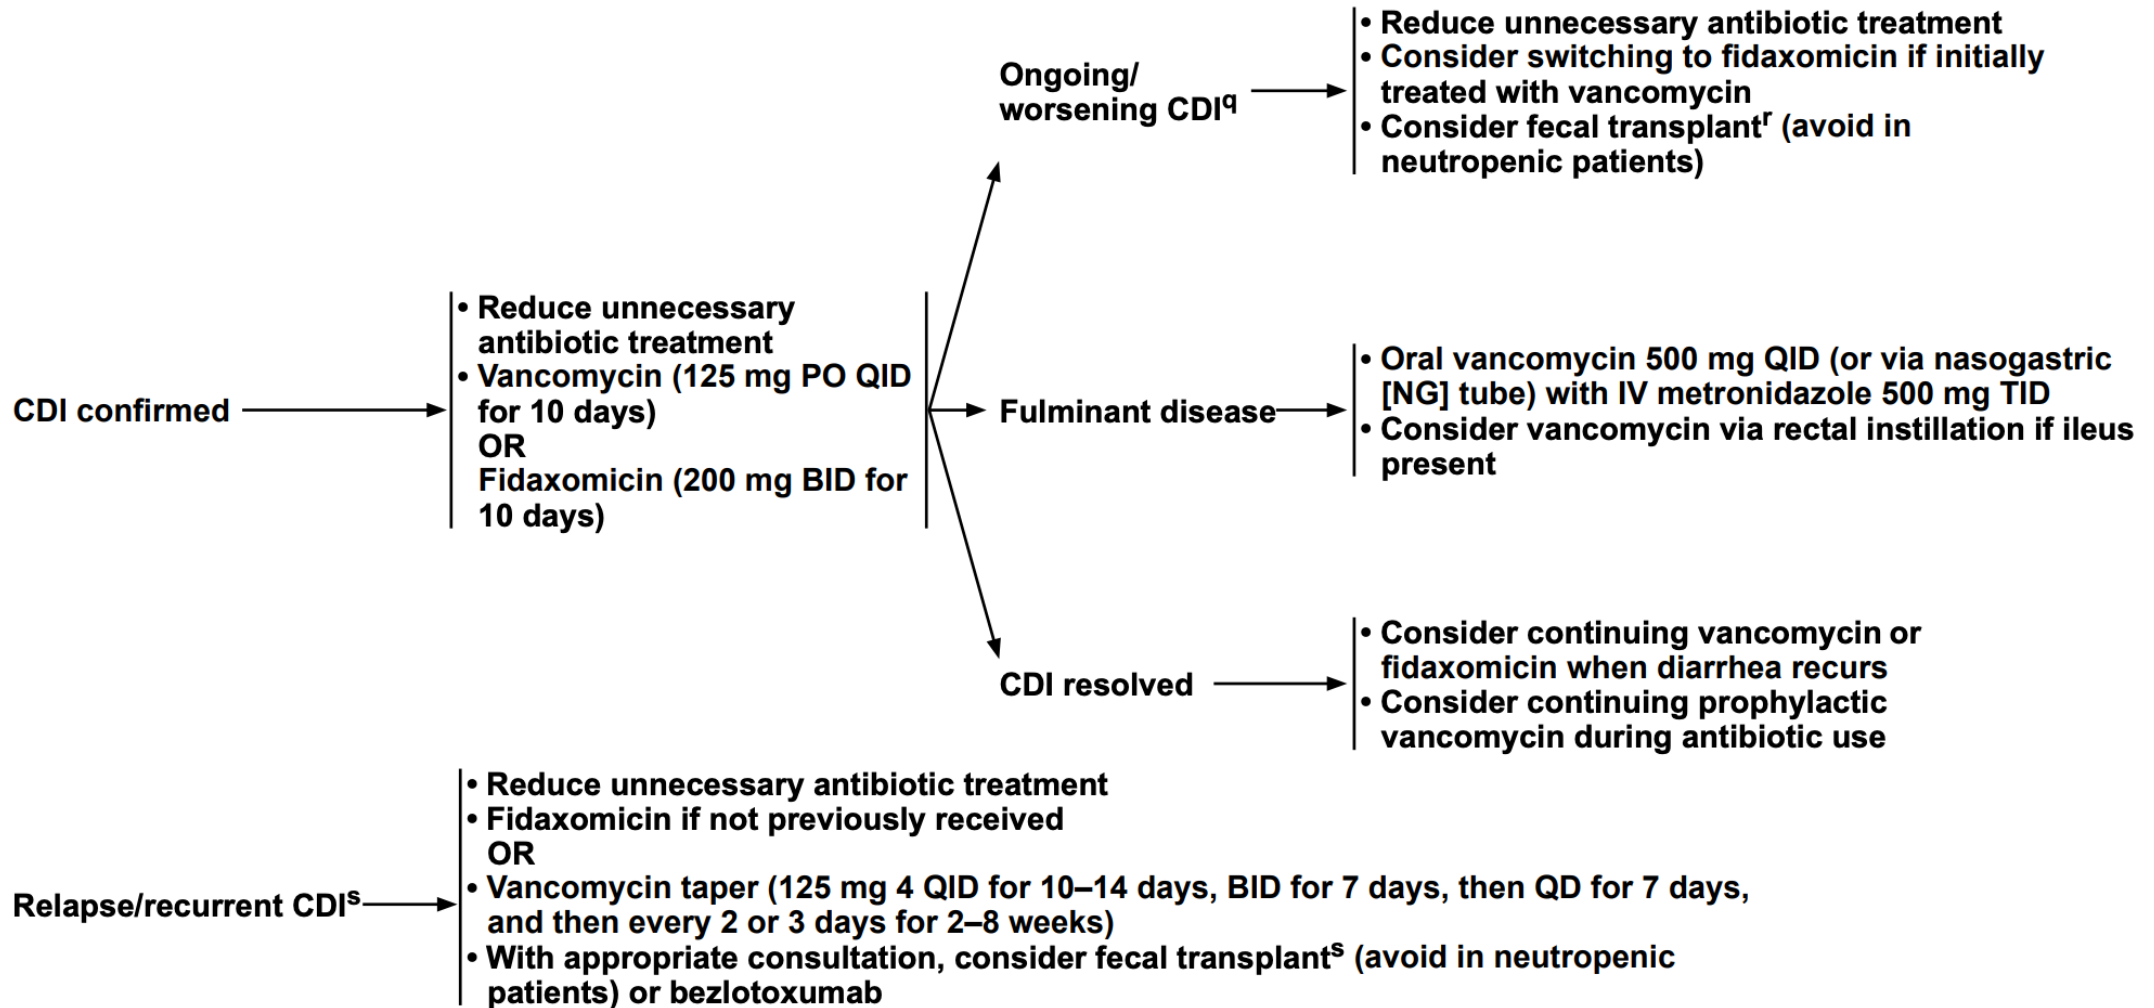 CDI confirmed
• Reduce unnecessary
antibiotic treatment
• Vancomycin (125 mg PO QID
for 10 days)
OR
Fidaxomicin (200 mg BID for
10 days)
Ongoing/
worsening CDIq
• Reduce unnecessary antibiotic treatment
• Consider switching to fidaxomicin if initially
treated with vancomycin
• Consider fecal transplantr (avoid in
neutropenic patients)
Fulminant disease
• Oral vancomycin 500 mg QID (or via nasogastric
[NG] tube) with IV metronidazole 500 mg TID
• Consider vancomycin via rectal instillation if ileus
present
CDI resolved
• Consider continuing vancomycin or
fidaxomicin when diarrhea recurs
• Consider continuing prophylactic
vancomycin during antibiotic use
Relapse/recurrent CDIs
• Reduce unnecessary antibiotic treatment
• Fidaxomicin if not previously received
OR
• Vancomycin taper (125 mg 4 QID for 10–14 days, BID for 7 days, then QD for 7 days,
and then every 2 or 3 days for 2–8 weeks)
• With appropriate consultation, consider fecal transplants (avoid in neutropenic
patients) or bezlotoxumab